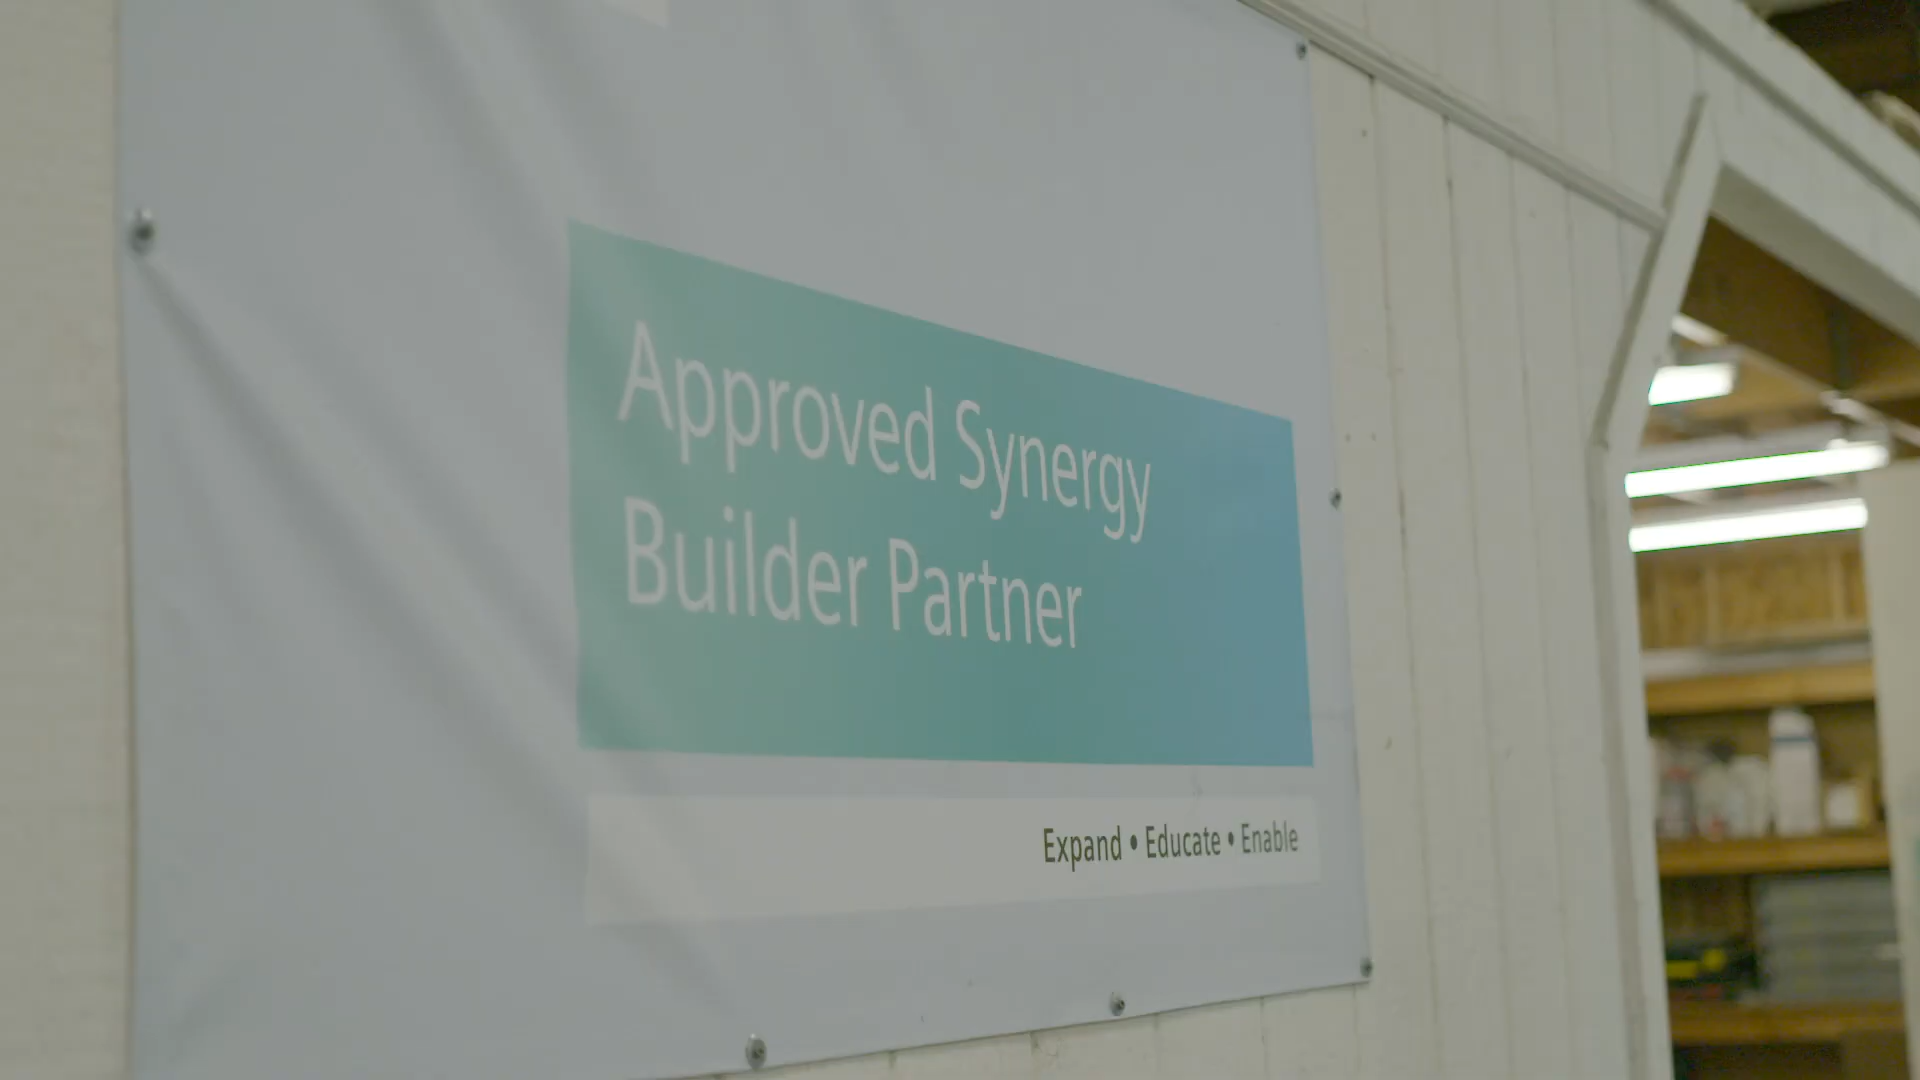 Approved Synergy
Builder Partner
Expand • Educate • Enable